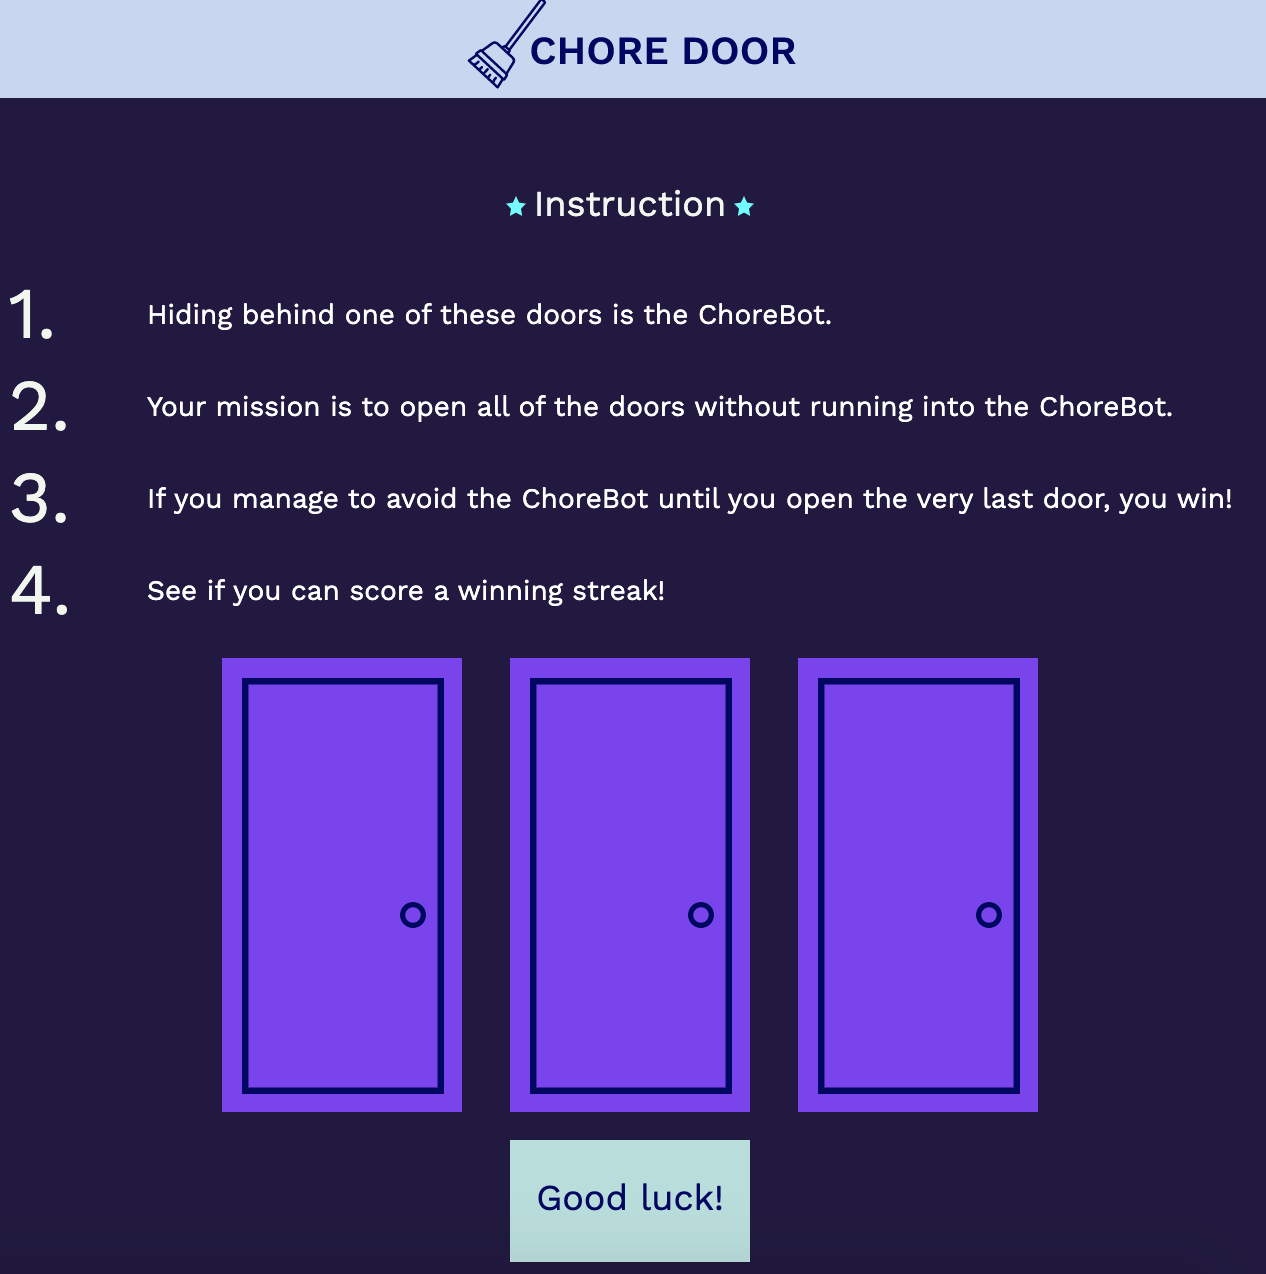 CHORE DOOR
Instruction
1. Hiding behind one of these doors is the ChoreBot.
2. Your mission is to open all of the doors without running into the ChoreBot.
3. If you manage to avoid the ChoreBot until you open the very last door, you win!
4. See if you can score a winning streak!
Good luck!